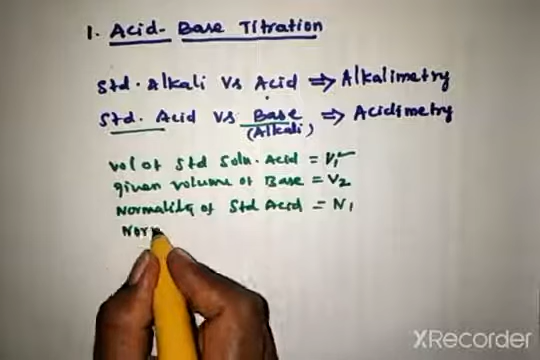 1. Acid- Base Titration
Std. Alkali Vs Acid ⇒ Alkalimetry
Std. Acid vs Base ⇒ Acidimetry
(Alkali)
vol of Std Soln. Acid = V₁
given volume of Base = V₂
Normality of Std Acid = N₁
Nor
XRecorder